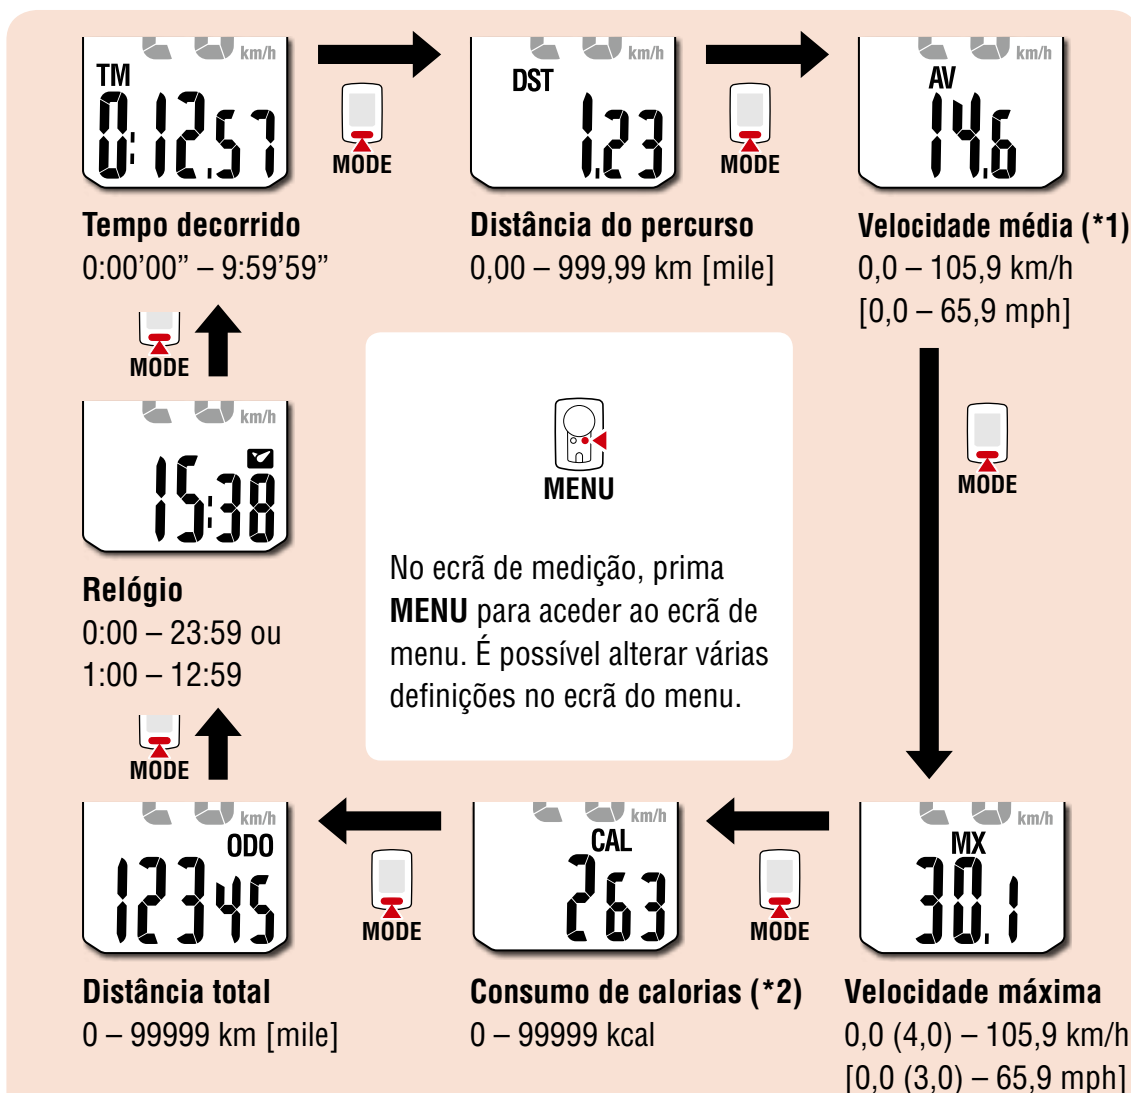 km/h
TM
0:12.57
MODE
km/h
DST
1.23
MODE
km/h
AV
14.6
Tempo decorrido
0:00’00” – 9:59’59”
Distância do percurso
0,00 – 999,99 km [mile]
Velocidade média (*1)
0,0 – 105,9 km/h
[0,0 – 65,9 mph]
MODE
km/h
15:38
Relógio
0:00 – 23:59 ou
1:00 – 12:59
MODE
MENU
No ecrã de medição, prima
MENU para aceder ao ecrã de
menu. É possível alterar várias
definições no ecrã do menu.
MODE
km/h
ODO
12345
MODE
km/h
CAL
263
MODE
km/h
MX
30.1
Distância total
0 – 99999 km [mile]
Consumo de calorias (*2)
0 – 99999 kcal
Velocidade máxima
0,0 (4,0) – 105,9 km/h
[0,0 (3,0) – 65,9 mph]